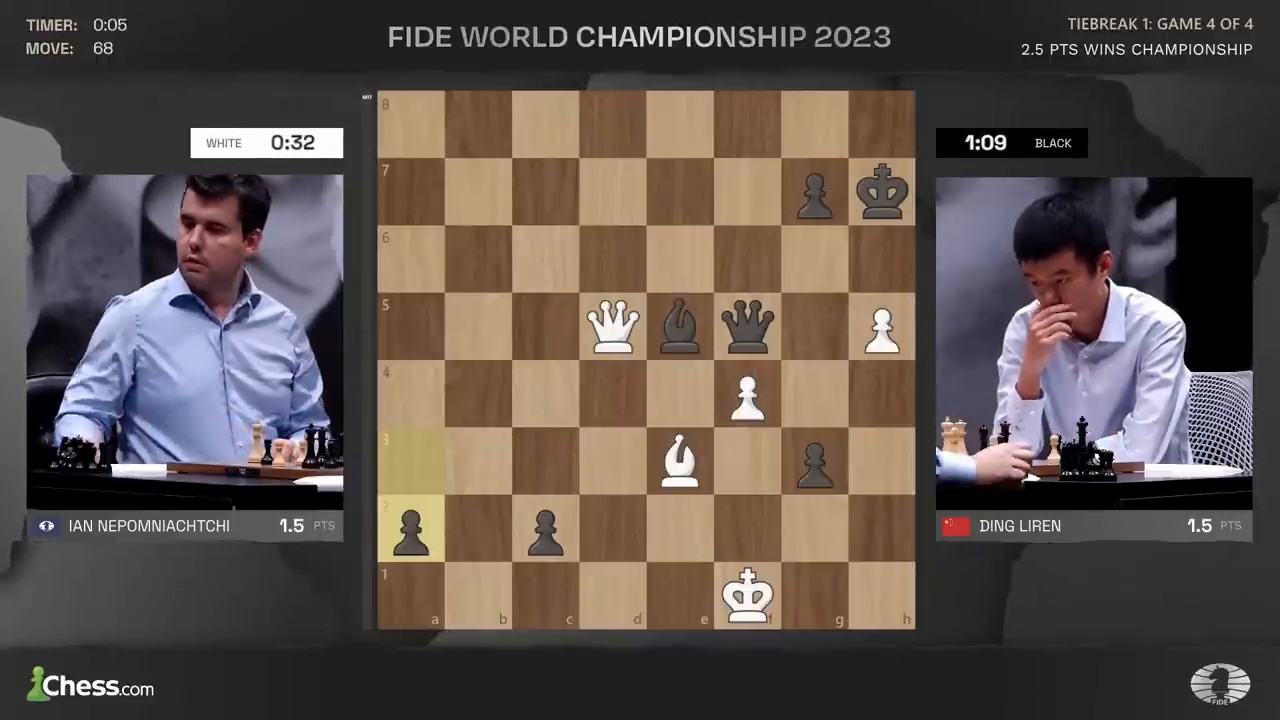 TIMER: 0:05
MOVE: 68
FIDE WORLD CHAMPIONSHIP 2023
TIEBREAK 1: GAME 4 OF 4
2.5 PTS WINS CHAMPIONSHIP
WHITE 0:32
1:09 BLACK
M17
8
7
6
5
4
3
2
1
a b c d e f g h
IAN NEPOMNIACHTCHI 1.5 PTS
DING LIREN 1.5 PTS
Chess.com
FIDE